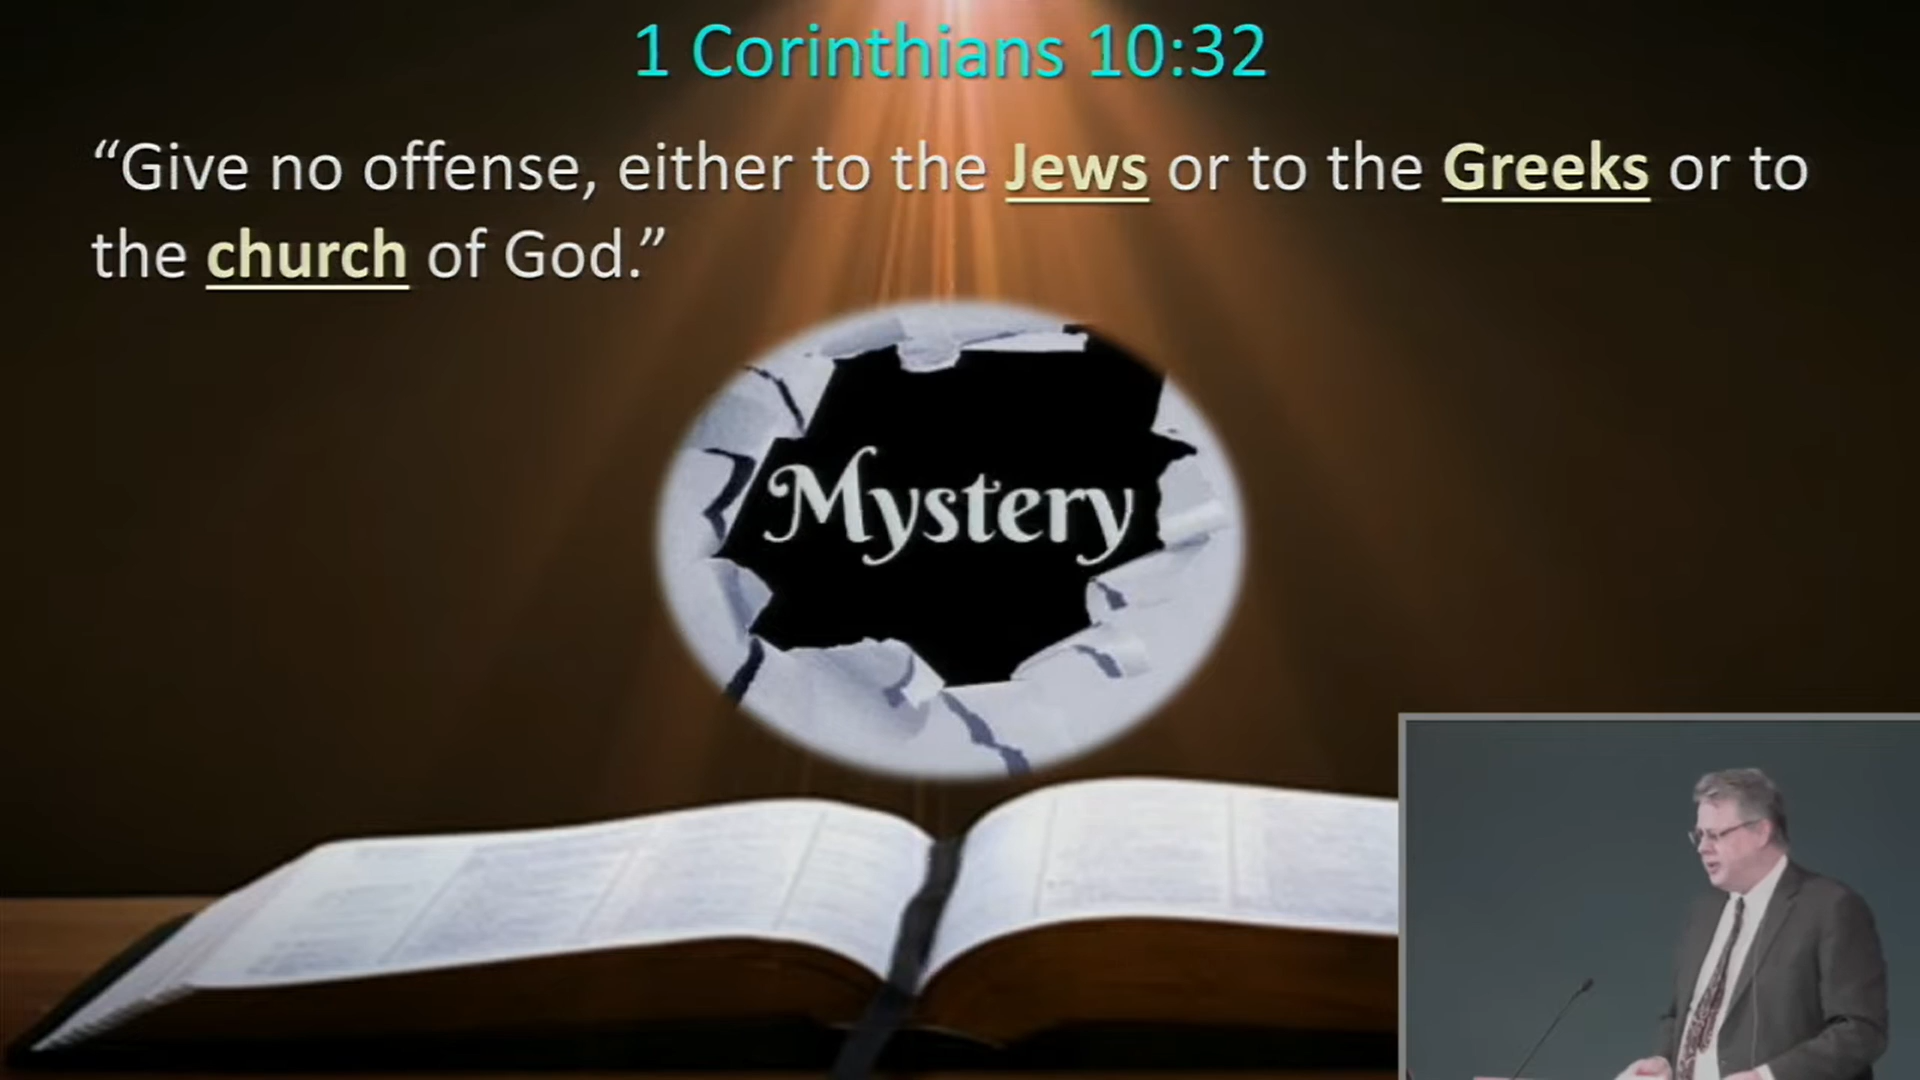 1 Corinthians 10:32
“Give no offense, either to the Jews or to the Greeks or to
the church of God.”
Mystery